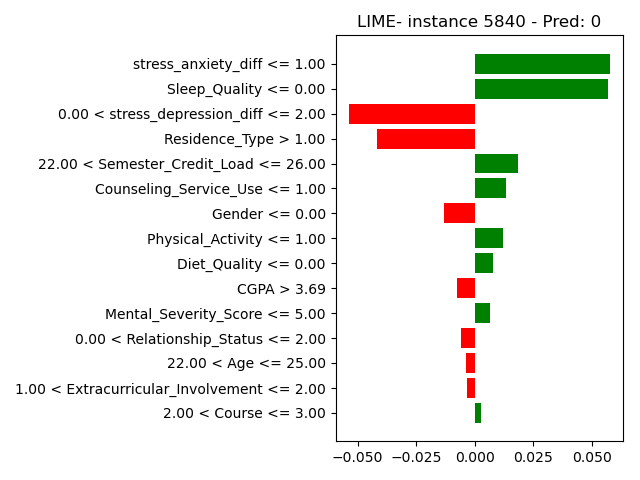 LIME- instance 5840 - Pred: 0
stress_anxiety_diff <= 1.00
Sleep_Quality <= 0.00
0.00 < stress_depression_diff <= 2.00
Residence_Type > 1.00
22.00 < Semester_Credit_Load <= 26.00
Counseling_Service_Use <= 1.00
Gender <= 0.00
Physical_Activity <= 1.00
Diet_Quality <= 0.00
CGPA > 3.69
Mental_Severity_Score <= 5.00
0.00 < Relationship_Status <= 2.00
22.00 < Age <= 25.00
1.00 < Extracurricular_Involvement <= 2.00
2.00 < Course <= 3.00
−0.050 −0.025 0.000 0.025 0.050